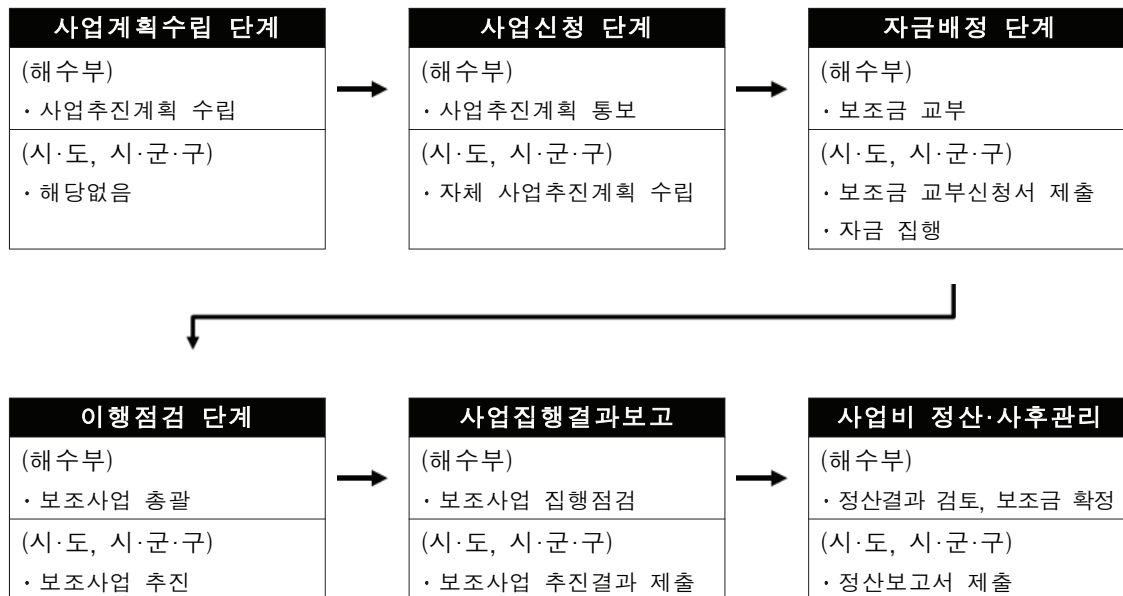 사업계획수립 단계
(해수부)
· 사업추진계획 수립
(시·도, 시·군·구)
· 해당없음
사업신청 단계
(해수부)
· 사업추진계획 통보
(시·도, 시·군·구)
· 자체 사업추진계획 수립
자금배정 단계
(해수부)
· 보조금 교부
(시·도, 시·군·구)
· 보조금 교부신청서 제출
· 자금 집행
이행점검 단계
(해수부)
· 보조사업 총괄
(시·도, 시·군·구)
· 보조사업 추진
사업집행결과보고
(해수부)
· 보조사업 집행점검
(시·도, 시·군·구)
· 보조사업 추진결과 제출
사업비 정산·사후관리
(해수부)
· 정산결과 검토, 보조금 확정
(시·도, 시·군·구)
· 정산보고서 제출